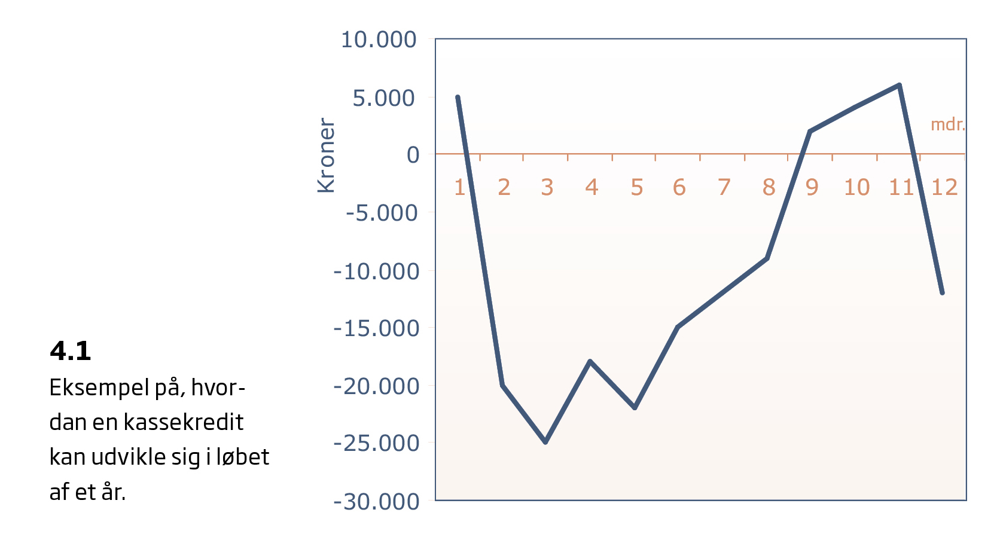 4.1
Eksempel på, hvor-
dan en kassekredit
kan udvikle sig i løbet
af et år.
Kroner
10.000
5.000
0
-5.000
-10.000
-15.000
-20.000
-25.000
-30.000
mdr.
1 2 3 4 5 6 7 8 9 10 11 12